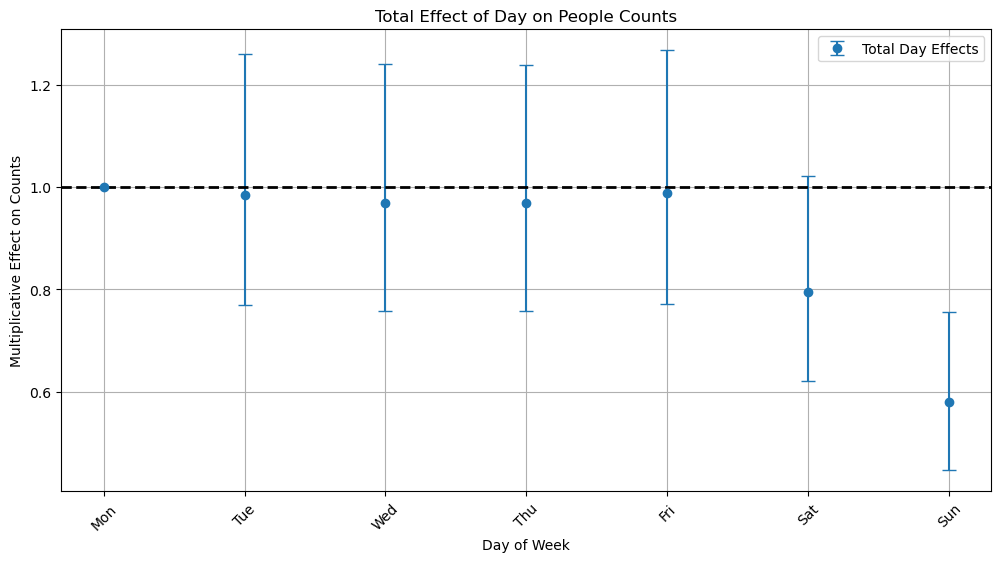 Total Effect of Day on People Counts
Total Day Effects
Multiplicative Effect on Counts
1.2
1.0
0.8
0.6
Mon
Tue
Wed
Thu
Fri
Sat
Sun
Day of Week